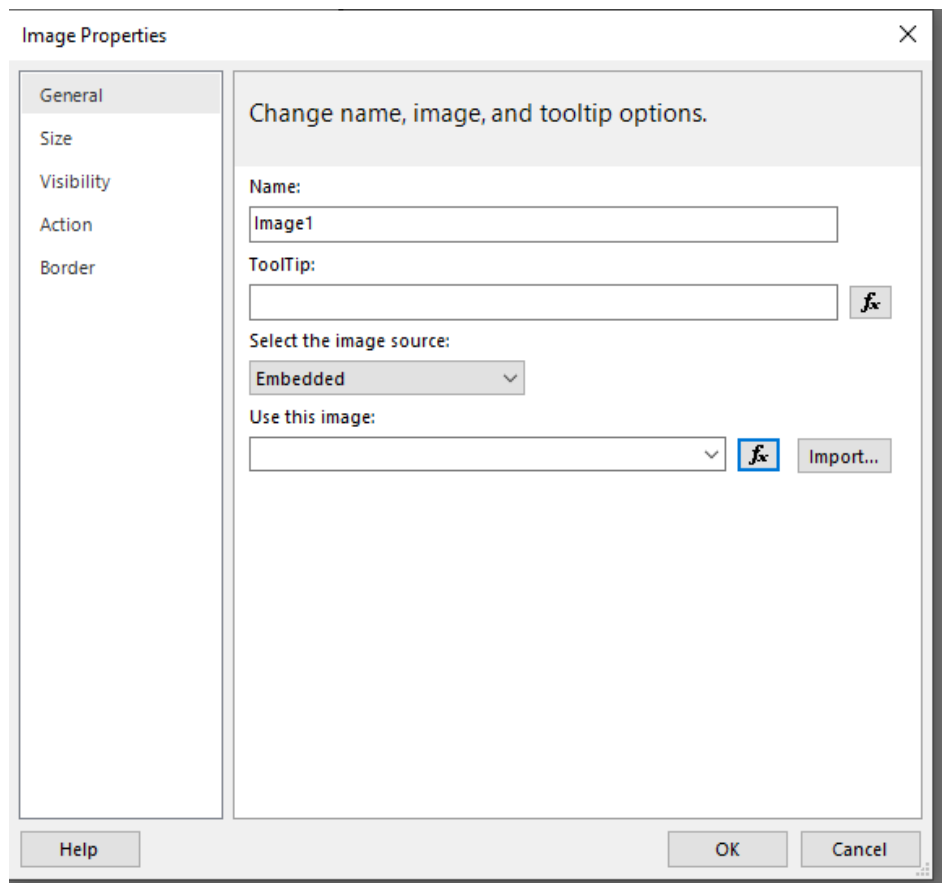 Image Properties
General
Size
Visibility
Action
Border
Change name, image, and tooltip options.
Name:
Image1
ToolTip:
fx
Select the image source:
Embedded
Use this image:
fx
Import...
Help
OK
Cancel